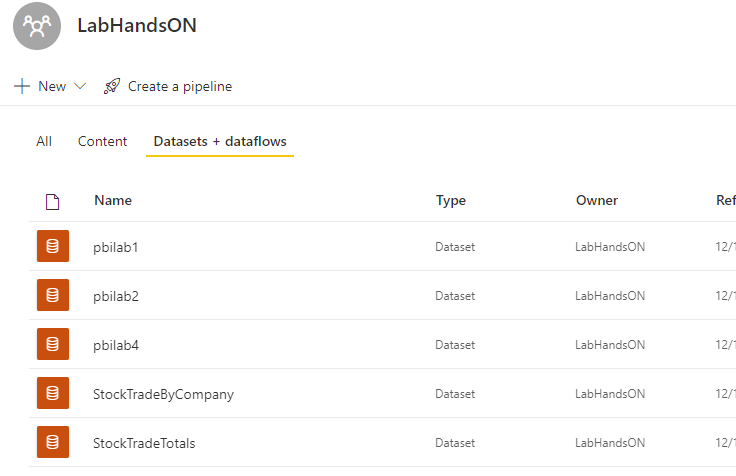 LabHandsON
New Create a pipeline
All Content Datasets + dataflows
Name Type Owner Ref
pbilab1 Dataset LabHandsON 12/1
pbilab2 Dataset LabHandsON 12/1
pbilab4 Dataset LabHandsON 12/1
StockTradeByCompany Dataset LabHandsON 12/1
StockTradeTotals Dataset LabHandsON 12/1